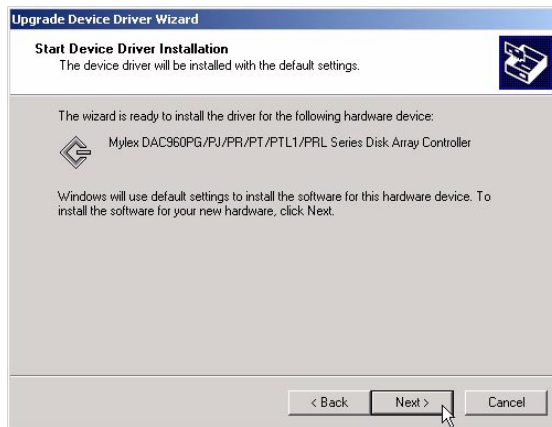 Upgrade Device Driver Wizard
Start Device Driver Installation
The device driver will be installed with the default settings.
The wizard is ready to install the driver for the following hardware device:
Mylex DAC960PG/PJ/PR/PT/PTL1/PRL Series Disk Array Controller
Windows will use default settings to install the software for this hardware device. To
install the software for your new hardware, click Next.
< Back Next > Cancel